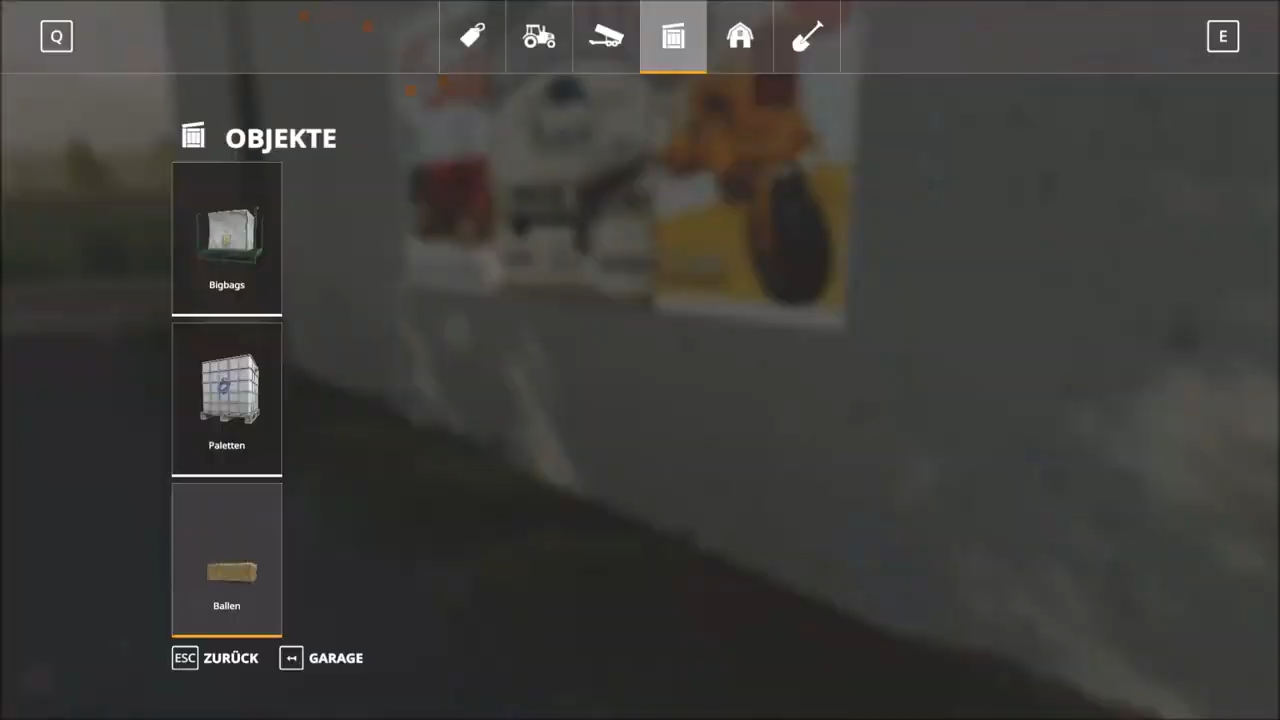 Q
E
OBJEKTE
Bigbags
Paletten
Ballen
ESC ZURÜCK
GARAGE